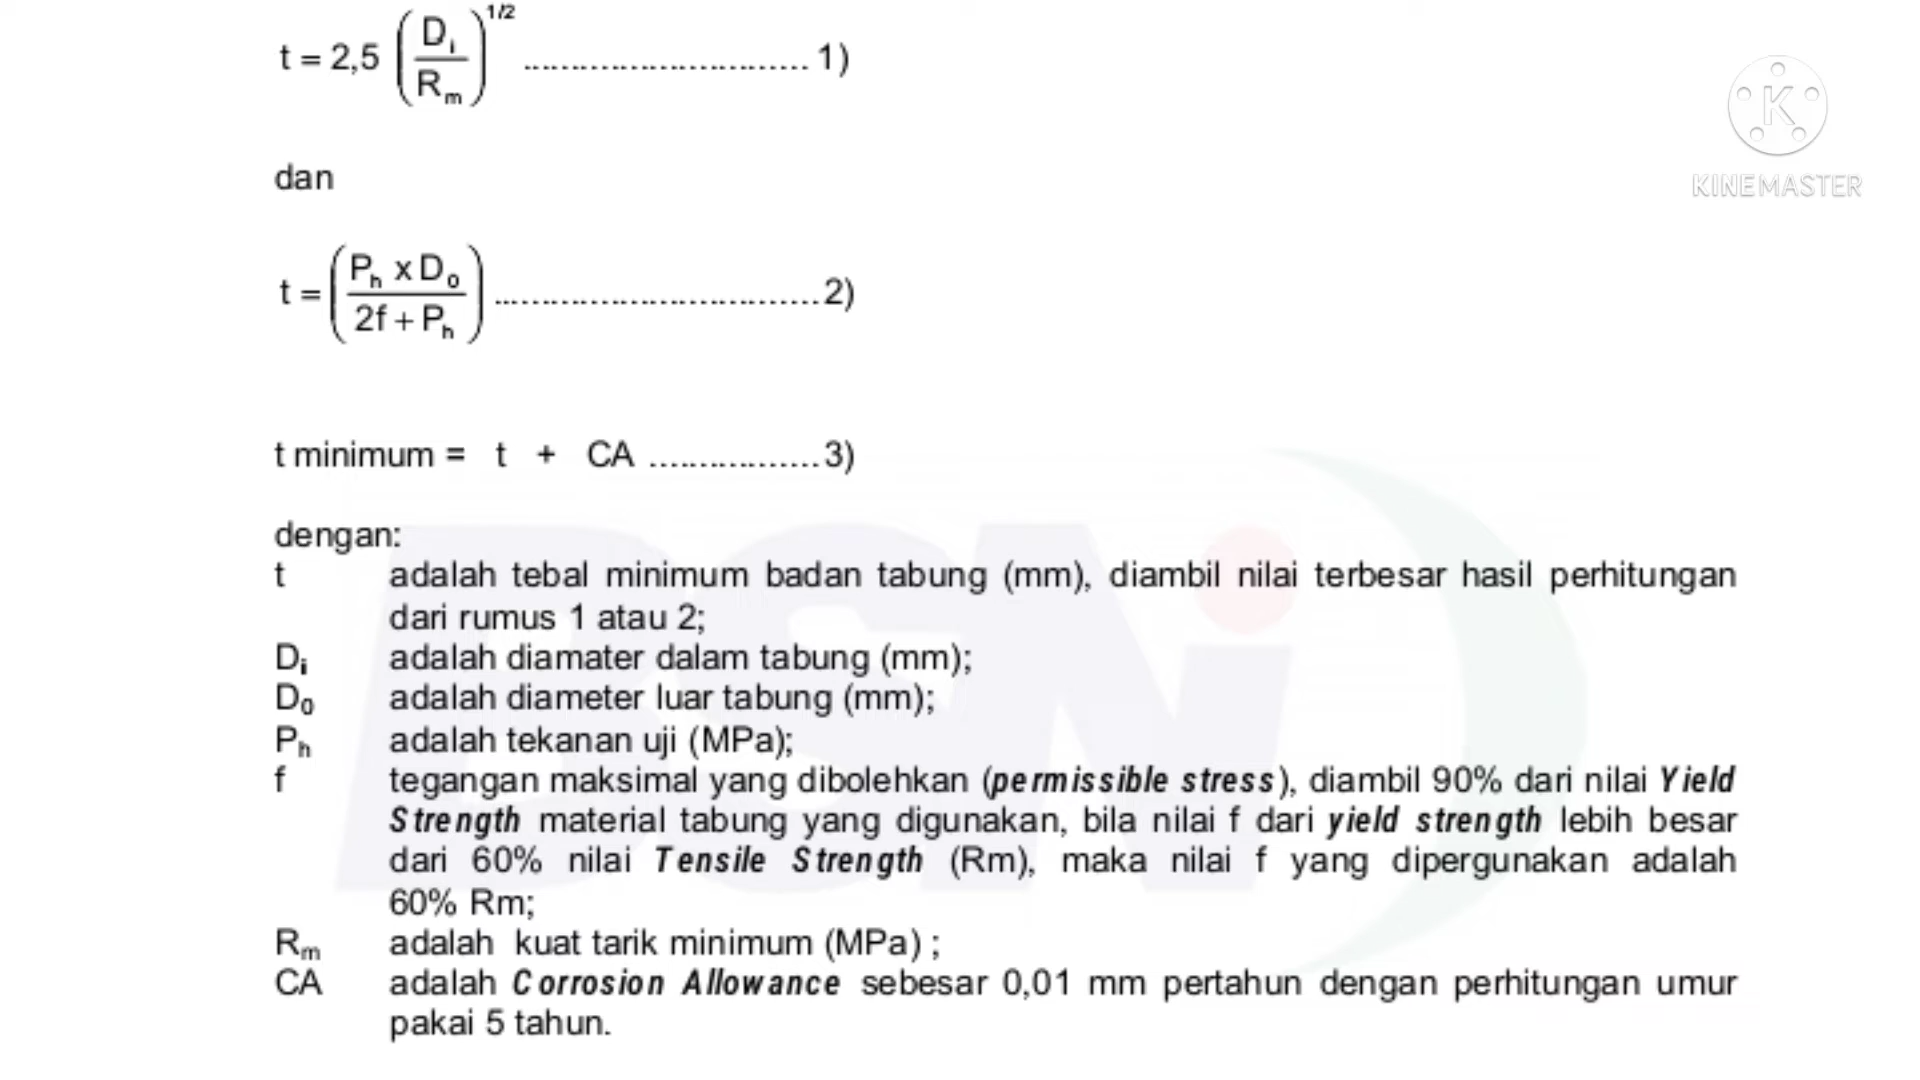 t = 2,5 (Di/Rm)^1/2 .............................. 1)
KINEMASTER
dan
t = (Ph x Do / 2f + Ph) .................................. 2)
t minimum = t + CA ................. 3)
dengan:
t adalah tebal minimum badan tabung (mm), diambil nilai terbesar hasil perhitungan
dari rumus 1 atau 2;
Di adalah diamater dalam tabung (mm);
D0 adalah diameter luar tabung (mm);
Ph adalah tekanan uji (MPa);
f tegangan maksimal yang dibolehkan (permissible stress), diambil 90% dari nilai Yield
Strength material tabung yang digunakan, bila nilai f dari yield strength lebih besar
dari 60% nilai Tensile Strength (Rm), maka nilai f yang dipergunakan adalah
60% Rm;
Rm adalah kuat tarik minimum (MPa) ;
CA adalah Corrosion Allowance sebesar 0,01 mm pertahun dengan perhitungan umur
pakai 5 tahun.
BSNi